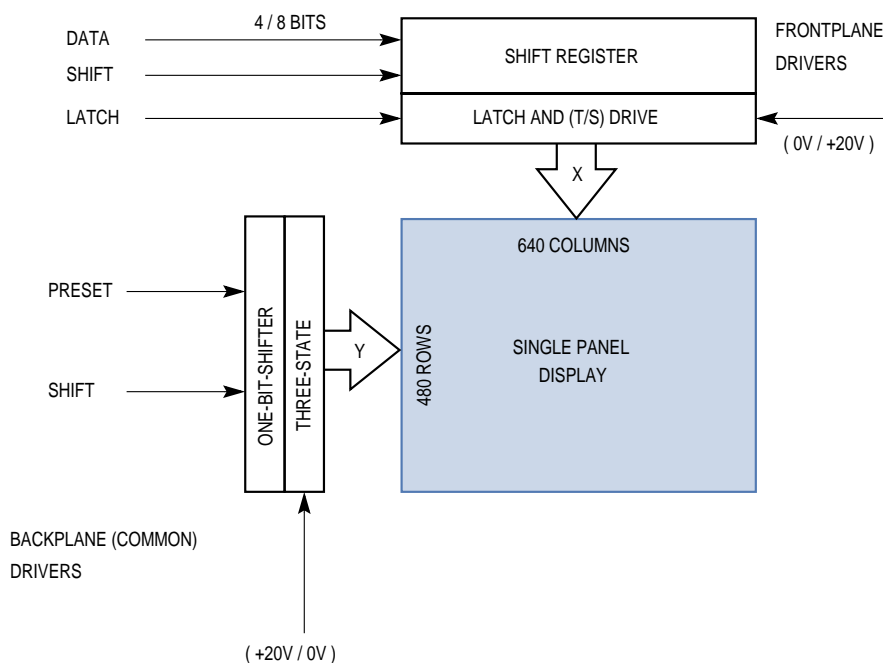 DATA
4 / 8 BITS
SHIFT
LATCH
SHIFT REGISTER
LATCH AND (T/S) DRIVE
FRONTPLANE
DRIVERS
( 0V / +20V )
X
640 COLUMNS
480 ROWS
SINGLE PANEL
DISPLAY
PRESET
SHIFT
ONE-BIT-SHIFTER
THREE-STATE
Y
BACKPLANE (COMMON)
DRIVERS
( +20V / 0V )